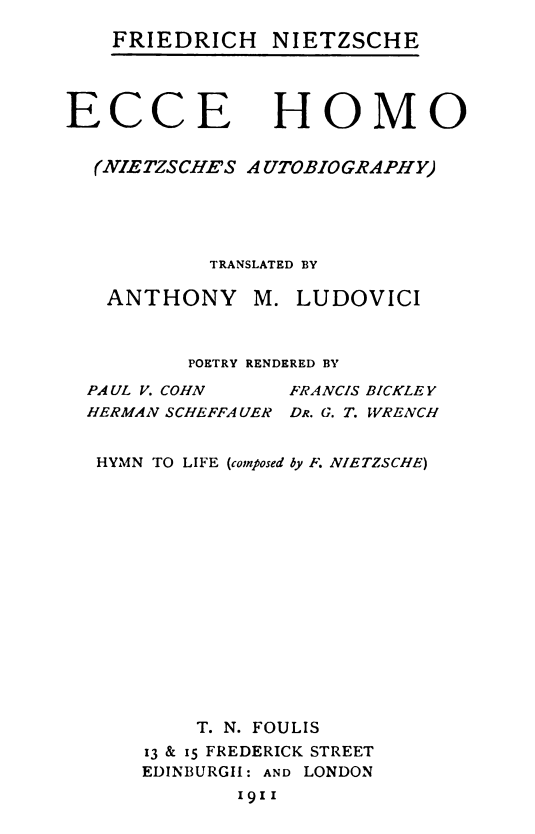 FRIEDRICH NIETZSCHE
ECCE HOMO
(NIETZSCHE'S AUTOBIOGRAPHY)
TRANSLATED BY
ANTHONY M. LUDOVICI
POETRY RENDERED BY
PAUL V. COHN FRANCIS BICKLEY
HERMAN SCHEFFAUER DR. G. T. WRENCH
HYMN TO LIFE (composed by F. NIETZSCHE)
T. N. FOULIS
13 & 15 FREDERICK STREET
EDINBURGH: AND LONDON
1911